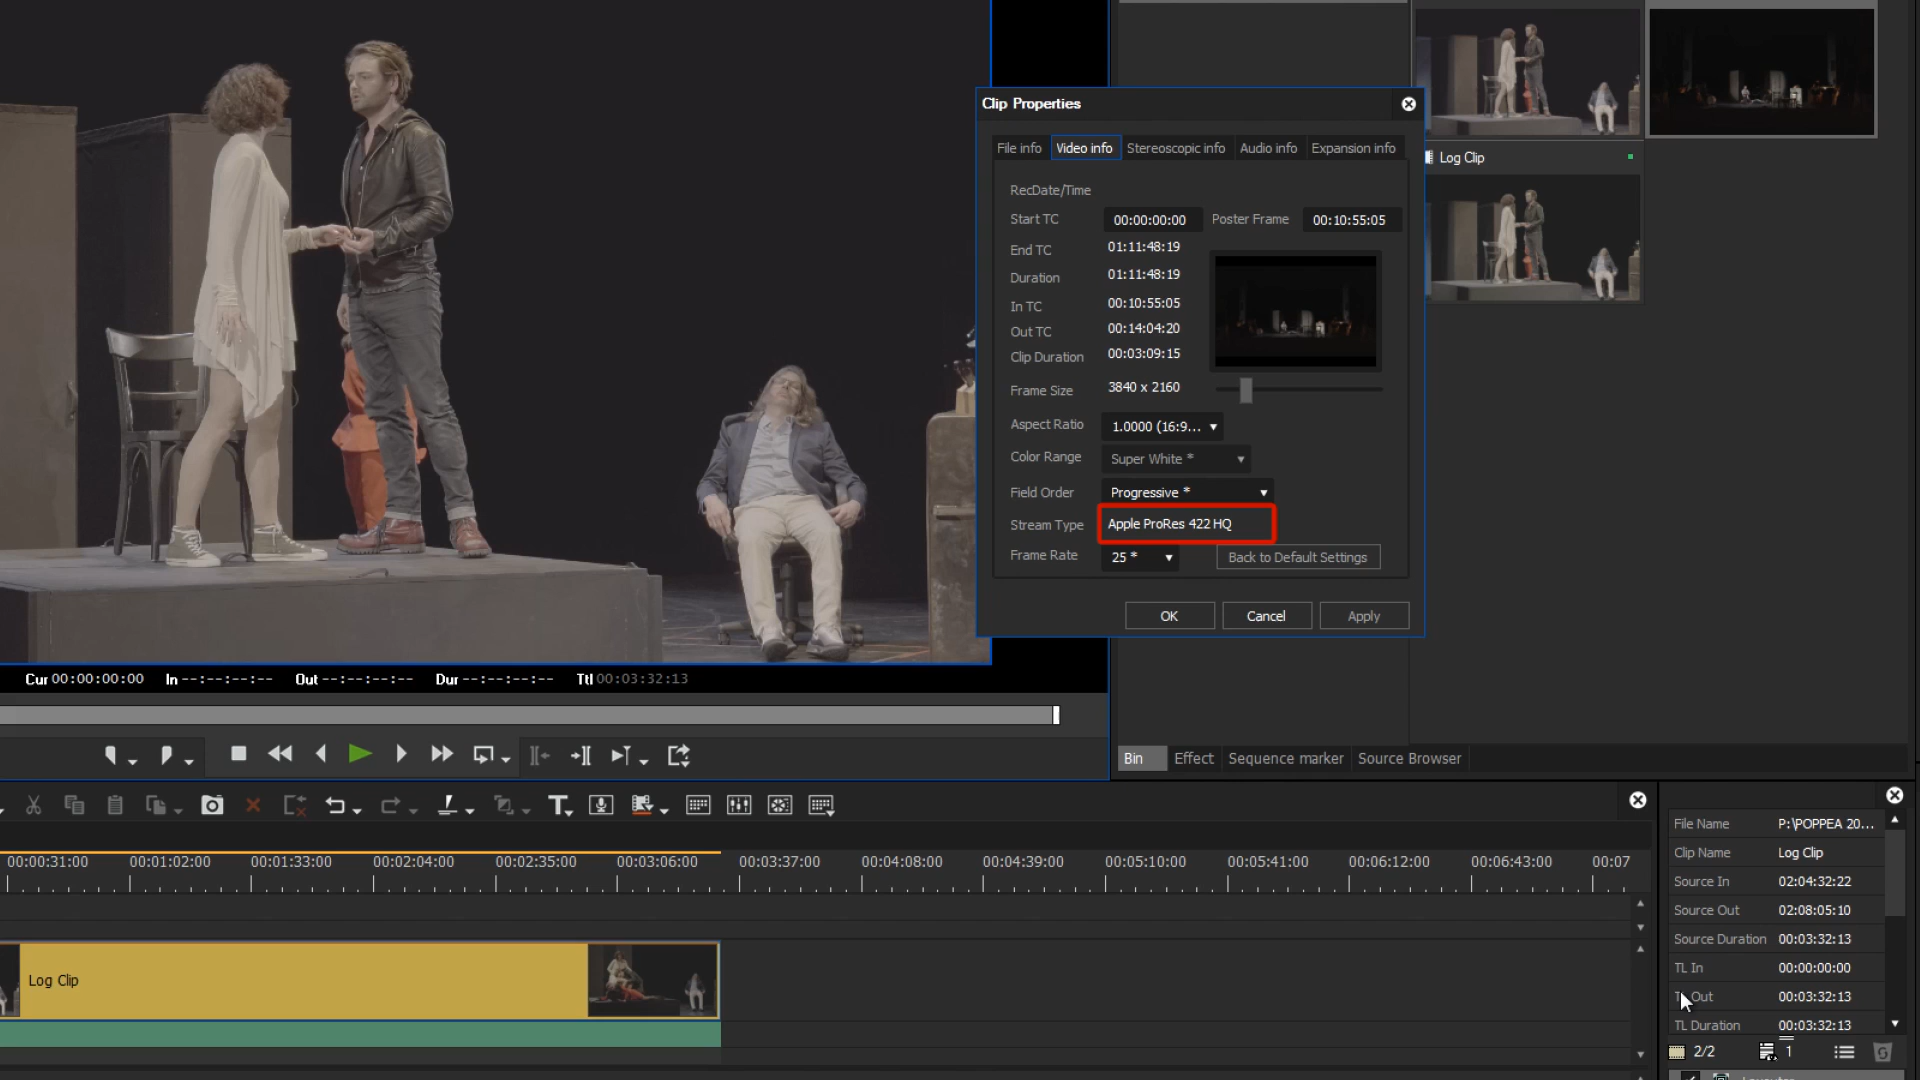 Clip Properties
File info Video info Stereoscopic info Audio info Expansion info
RecDate/Time
Start TC 00:00:00:00 Poster Frame 00:10:55:05
End TC 01:11:48:19
Duration 01:11:48:19
In TC 00:10:55:05
Out TC 00:14:04:20
Clip Duration 00:03:09:15
Frame Size 3840 x 2160
Aspect Ratio 1.0000 (16:9...
Color Range Super White *
Field Order Progressive *
Stream Type Apple ProRes 422 HQ
Frame Rate 25 * Back to Default Settings
OK Cancel Apply
Log Clip
Cur 00:00:00:00 In --:--:--:-- Out --:--:--:-- Dur --:--:--:-- Ttl 00:03:32:13
Bin Effect Sequence marker Source Browser
00:00:31:00 00:01:02:00 00:01:33:00 00:02:04:00 00:02:35:00 00:03:06:00 00:03:37:00 00:04:08:00 00:04:39:00 00:05:10:00 00:05:41:00 00:06:12:00 00:06:43:00 00:07
Log Clip
File Name P:\POPPEA 20...
Clip Name Log Clip
Source In 02:04:32:22
Source Out 02:08:05:10
Source Duration 00:03:32:13
TL In 00:00:00:00
TL Out 00:03:32:13
TL Duration 00:03:32:13
2/2 1